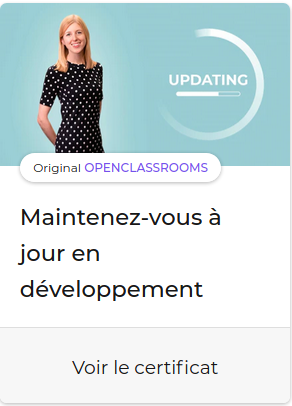 UPDATING
Original OPENCLASSROOMS
Maintenez-vous à
jour en
développement
Voir le certificat